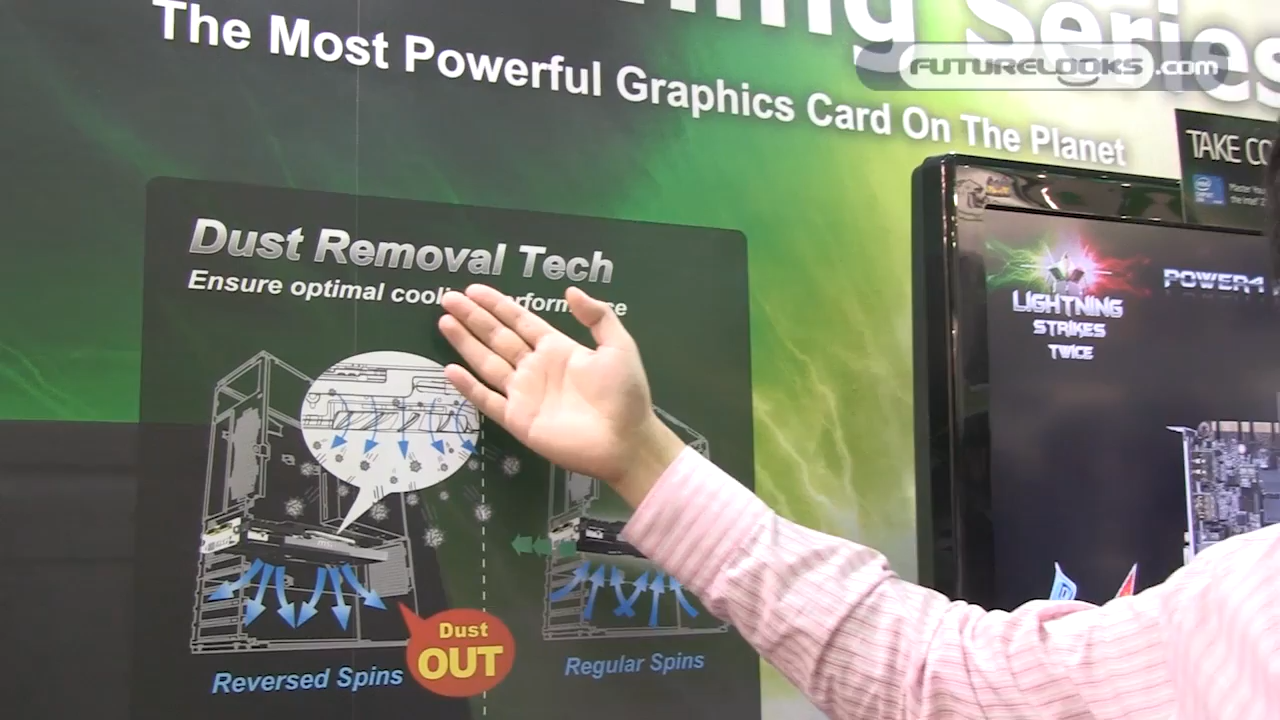 Series
The Most Powerful Graphics Card On The Planet
FUTURELOOKS.com
TAKE CO
Dust Removal Tech
Ensure optimal
LIGHTNING
STRIKES
TWICE
POWER4
Dust
OUT
Reversed Spins
Regular Spins